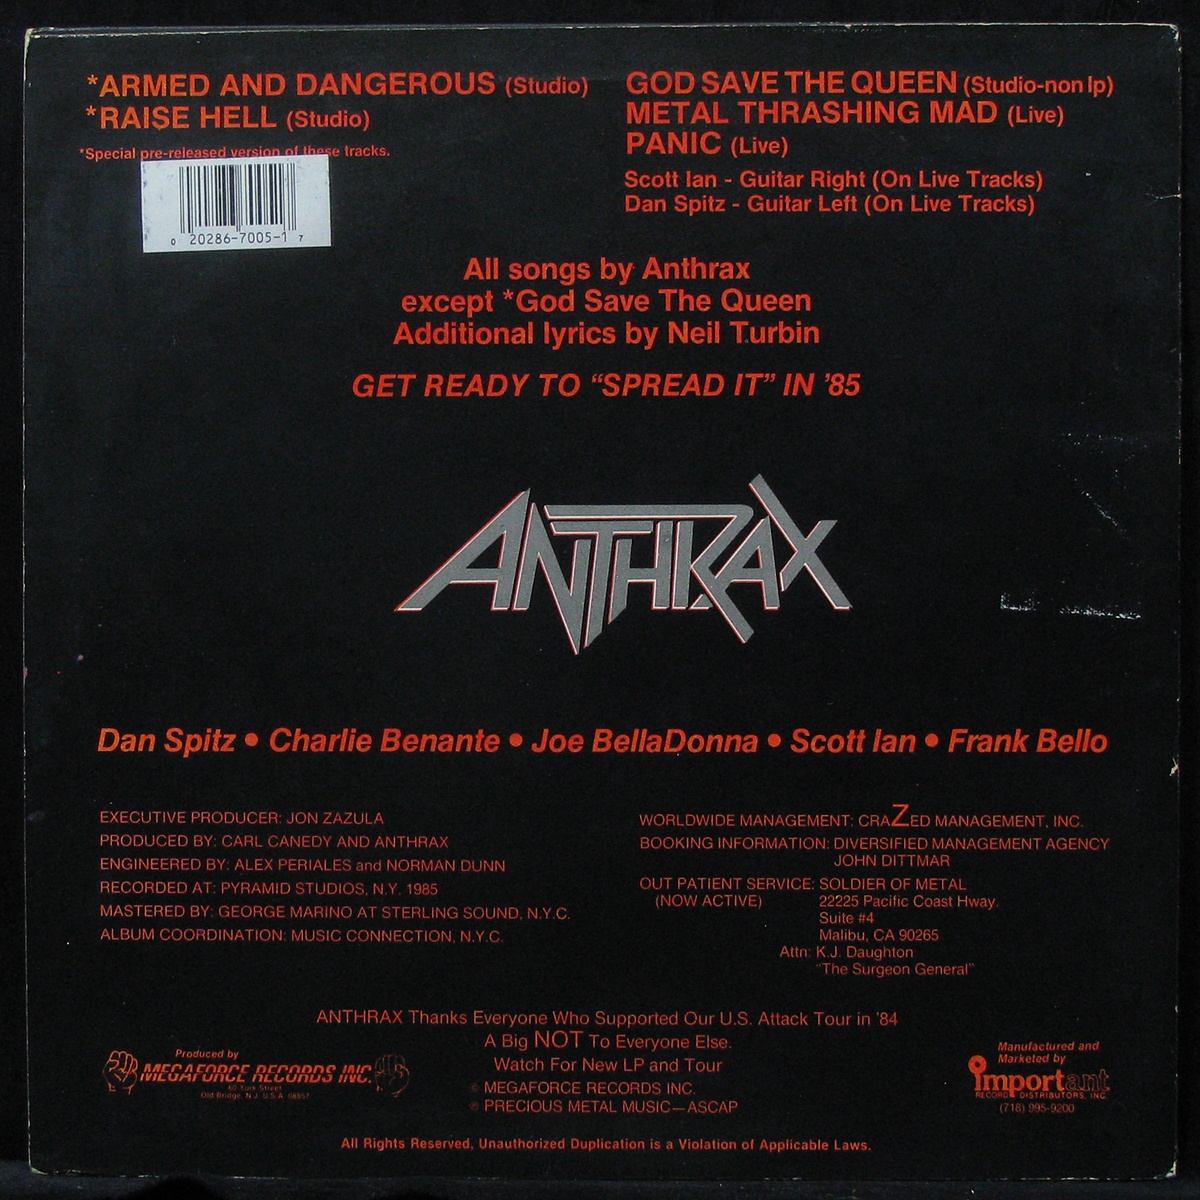 *ARMED AND DANGEROUS (Studio)
*RAISE HELL (Studio)
*Special pre-released version of these tracks.
0 20286-7005-1 7
GOD SAVE THE QUEEN (Studio-non lp)
METAL THRASHING MAD (Live)
PANIC (Live)
Scott Ian - Guitar Right (On Live Tracks)
Dan Spitz - Guitar Left (On Live Tracks)
All songs by Anthrax
except *God Save The Queen
Additional lyrics by Neil Turbin
GET READY TO “SPREAD IT” IN ’85
ANTHRAX
Dan Spitz • Charlie Benante • Joe BellaDonna • Scott Ian • Frank Bello
EXECUTIVE PRODUCER: JON ZAZULA
PRODUCED BY: CARL CANEDY AND ANTHRAX
ENGINEERED BY: ALEX PERIALES and NORMAN DUNN
RECORDED AT: PYRAMID STUDIOS, N.Y. 1985
MASTERED BY: GEORGE MARINO AT STERLING SOUND, N.Y.C.
ALBUM COORDINATION: MUSIC CONNECTION, N.Y.C.
WORLDWIDE MANAGEMENT: CRAZED MANAGEMENT, INC.
BOOKING INFORMATION: DIVERSIFIED MANAGEMENT AGENCY
JOHN DITTMAR
OUT PATIENT SERVICE: SOLDIER OF METAL
(NOW ACTIVE) 22225 Pacific Coast Hway.
Suite #4
Malibu, CA 90265
Attn: K.J. Daughton
“The Surgeon General”
ANTHRAX Thanks Everyone Who Supported Our U.S. Attack Tour in ’84
A Big NOT To Everyone Else.
Watch For New LP and Tour
© MEGAFORCE RECORDS INC.
℗ PRECIOUS METAL MUSIC—ASCAP
Produced by
MEGAFORCE RECORDS INC.
60 York Street
Old Bridge, N.J. U.S.A. 08857
Manufactured and
Marketed by
important
RECORD DISTRIBUTORS, INC.
(718) 995-9200
All Rights Reserved, Unauthorized Duplication is a Violation of Applicable Laws.